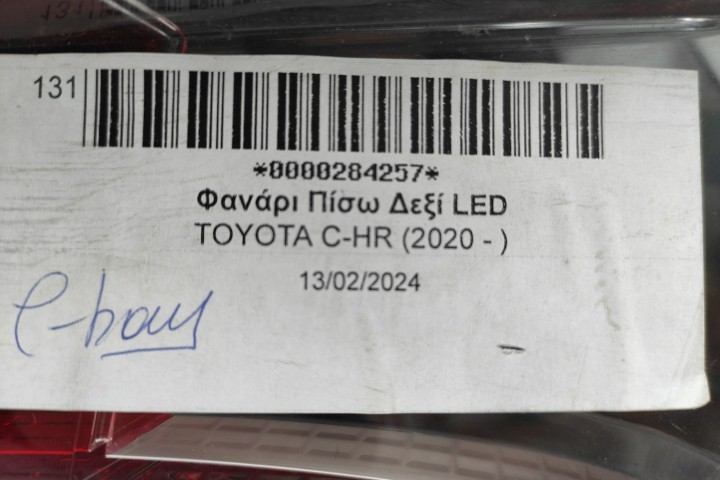 131
*0000284257*
Φανάρι Πίσω Δεξί LED
TOYOTA C-HR (2020 - )
13/02/2024
e-bay